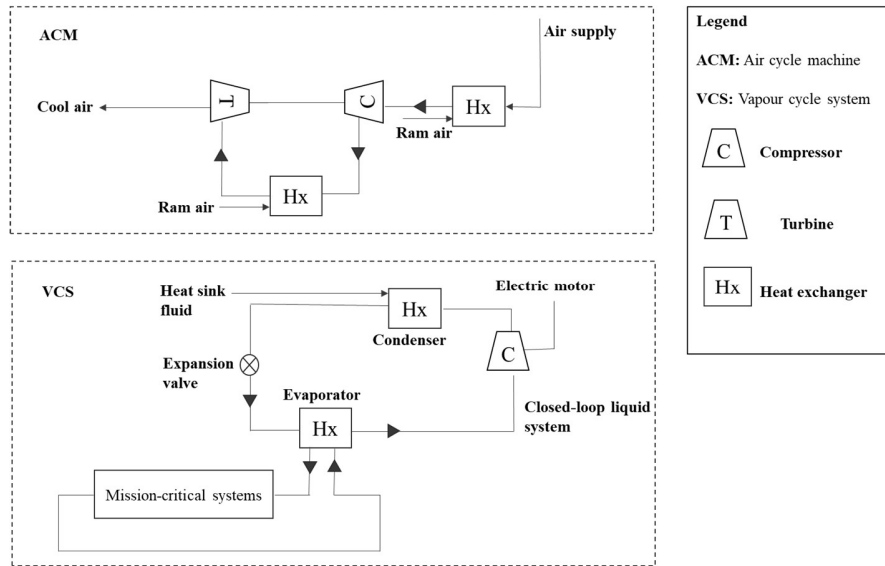 ACM
Air supply
Cool air
T
C
Hx
Ram air
Hx
Ram air
VCS
Heat sink
fluid
Electric motor
Hx
Condenser
C
Expansion
valve
Evaporator
Hx
Closed-loop liquid
system
Mission-critical systems
Legend
ACM: Air cycle machine
VCS: Vapour cycle system
C
Compressor
T
Turbine
Hx
Heat exchanger